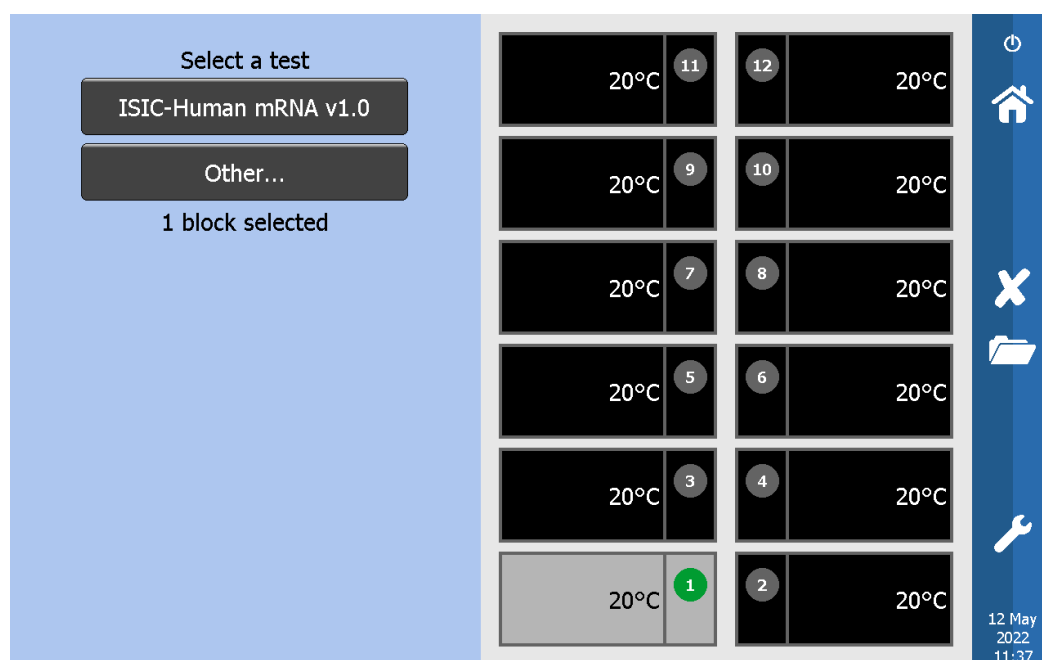 Select a test
ISIC-Human mRNA v1.0
Other...
1 block selected
20°C 11
12 20°C
20°C 9
10 20°C
20°C 7
8 20°C
20°C 5
6 20°C
20°C 3
4 20°C
20°C 1
2 20°C
12 May
2022
11:37